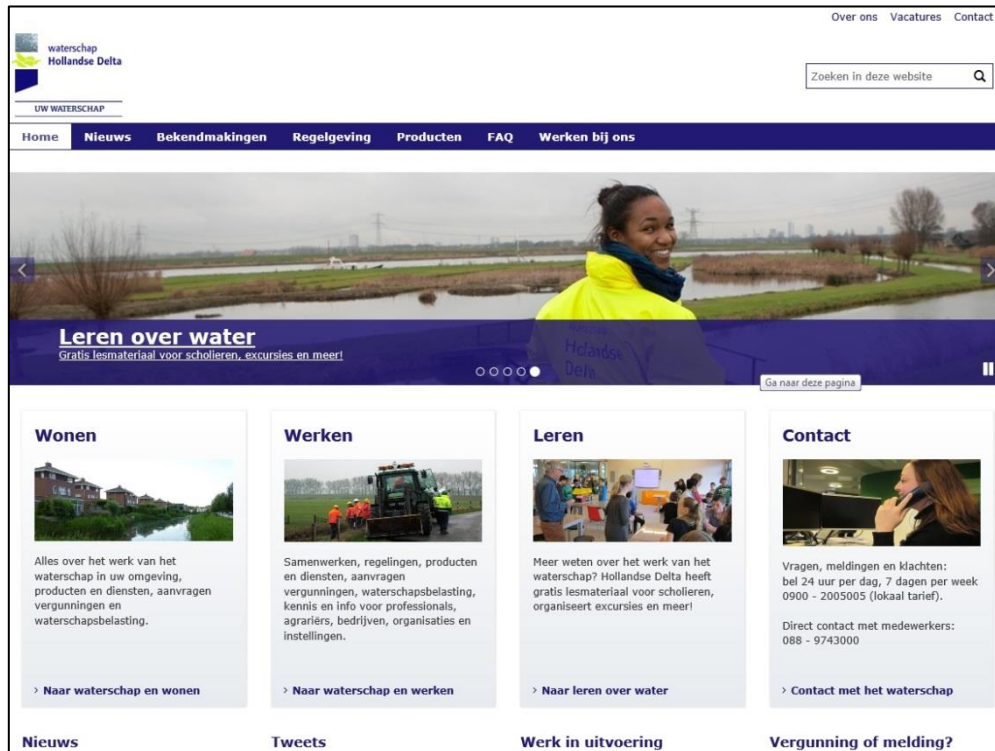 Over ons Vacatures Contact
waterschap
Hollandse Delta
UW WATERSCHAP
Zoeken in deze website
Home Nieuws Bekendmakingen Regelgeving Producten FAQ Werken bij ons
Leren over water
Gratis lesmateriaal voor scholieren, excursies en meer!
Holandse
Delta
Ga naar deze pagina
Wonen
Alles over het werk van het
waterschap in uw omgeving,
producten en diensten, aanvragen
vergunningen en
waterschapsbelasting.
› Naar waterschap en wonen
Werken
Samenwerken, regelingen, producten
en diensten, aanvragen
vergunningen, waterschapsbelasting,
kennis en info voor professionals,
agrariërs, bedrijven, organisaties en
instellingen.
› Naar waterschap en werken
Leren
Meer weten over het werk van het
waterschap? Hollandse Delta heeft
gratis lesmateriaal voor scholieren,
organiseert excursies en meer!
› Naar leren over water
Contact
Vragen, meldingen en klachten:
bel 24 uur per dag, 7 dagen per week
0900 - 2005005 (lokaal tarief).
Direct contact met medewerkers:
088 - 9743000
› Contact met het waterschap
Nieuws
Tweets
Werk in uitvoering
Vergunning of melding?